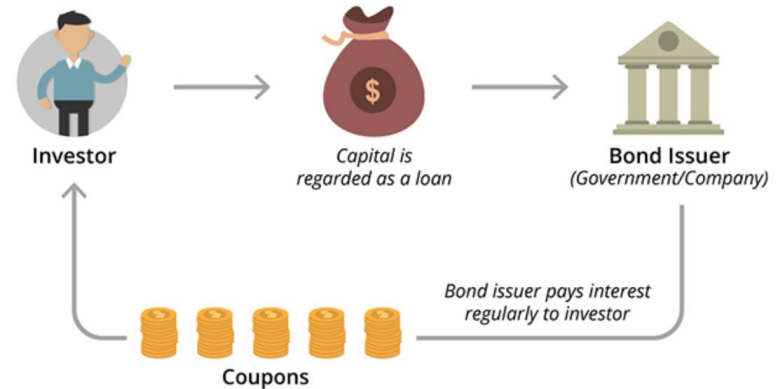 $
Investor
Capital is
regarded as a loan
Bond Issuer
(Government/Company)
Bond issuer pays interest
regularly to investor
Coupons